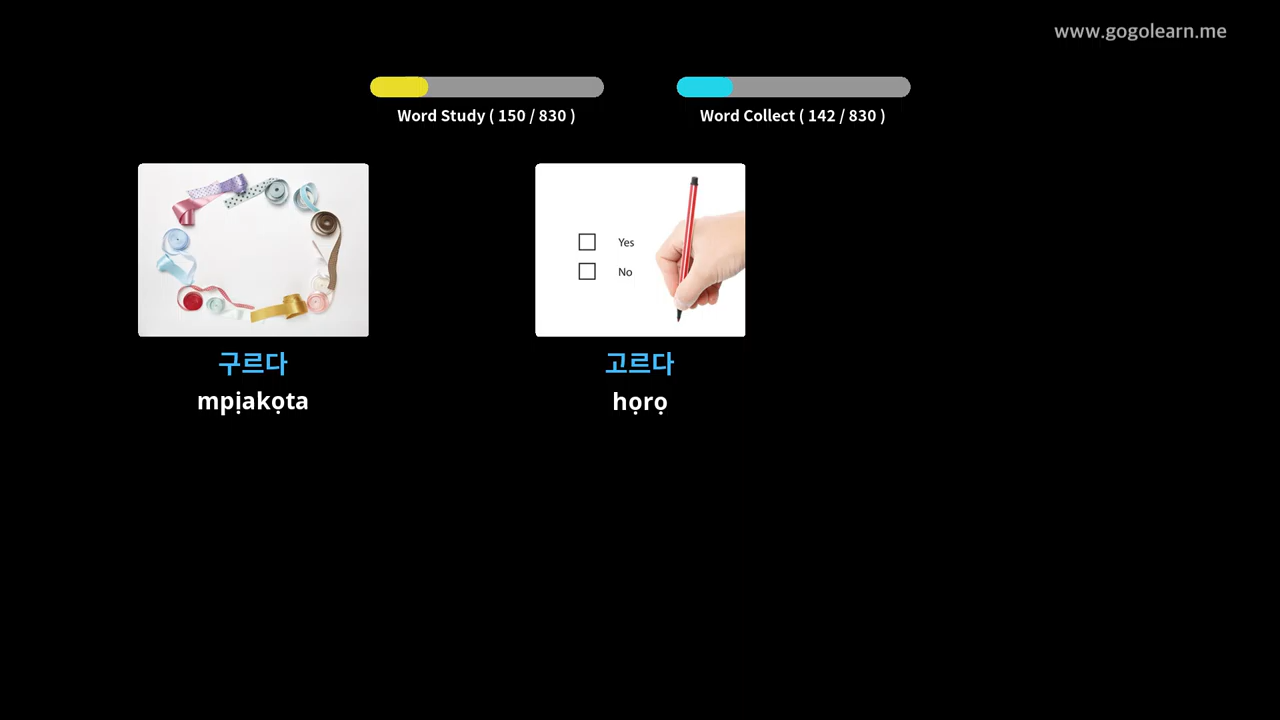 www.gogolearn.me
Word Study ( 150 / 830 )
Word Collect ( 142 / 830 )
Yes
No
구르다
고르다
mpịakọta
họrọ